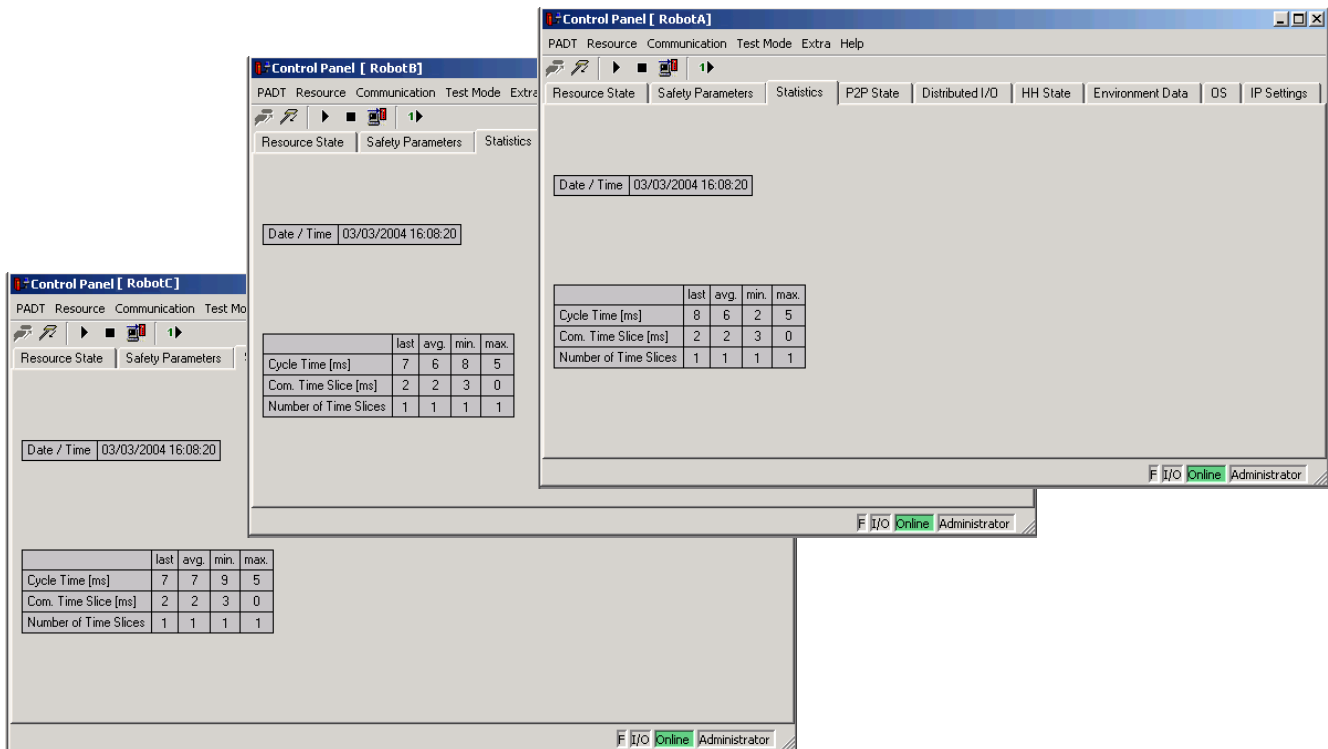 Control Panel [ RobotA]
PADT Resource Communication Test Mode Extra Help
1
Resource State Safety Parameters Statistics P2P State Distributed I/O HH State Environment Data OS IP Settings
Date / Time 03/03/2004 16:08:20
last avg. min. max.
Cycle Time [ms] 8 6 2 5
Com. Time Slice [ms] 2 2 3 0
Number of Time Slices 1 1 1 1
F I/O Online Administrator
Control Panel [ RobotB]
PADT Resource Communication Test Mode Extra
1
Resource State Safety Parameters Statistics
Date / Time 03/03/2004 16:08:20
last avg. min. max.
Cycle Time [ms] 7 6 8 5
Com. Time Slice [ms] 2 2 3 0
Number of Time Slices 1 1 1 1
F I/O Online Administrator
Control Panel [ RobotC]
PADT Resource Communication Test Mo
1
Resource State Safety Parameters
Date / Time 03/03/2004 16:08:20
last avg. min. max.
Cycle Time [ms] 7 7 9 5
Com. Time Slice [ms] 2 2 3 0
Number of Time Slices 1 1 1 1
F I/O Online Administrator